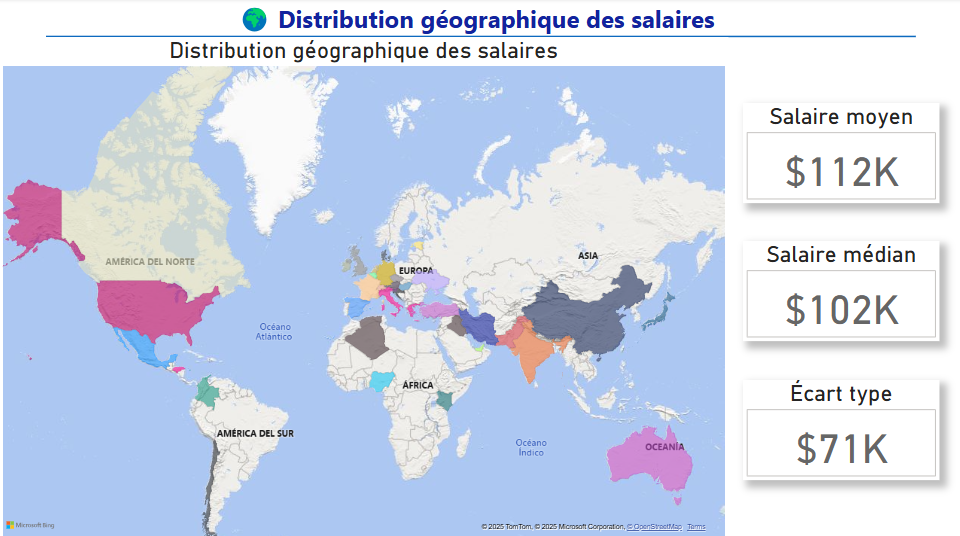 Distribution géographique des salaires
Distribution géographique des salaires
AMÉRICA DEL NORTE
EUROPA
ASIA
Océano
Atlántico
ÁFRICA
AMÉRICA DEL SUR
Océano
Índico
OCEANÍA
Microsoft Bing
© 2025 TomTom, © 2025 Microsoft Corporation, © OpenStreetMap Terms
Salaire moyen
$112K
Salaire médian
$102K
Écart type
$71K